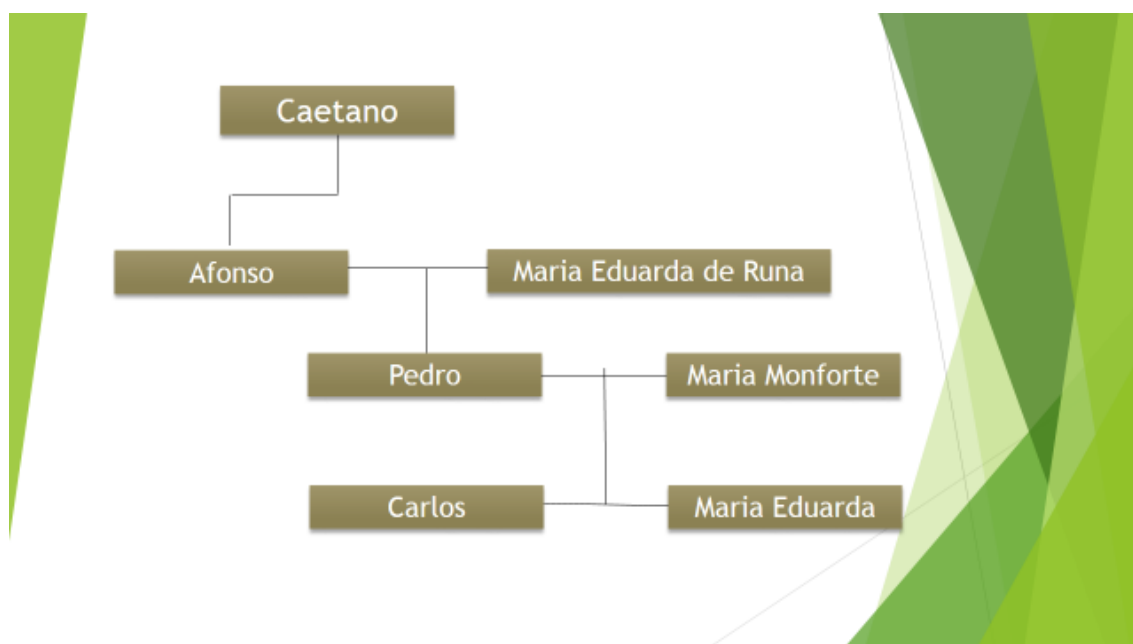 Caetano
Afonso
Maria Eduarda de Runa
Pedro
Maria Monforte
Carlos
Maria Eduarda